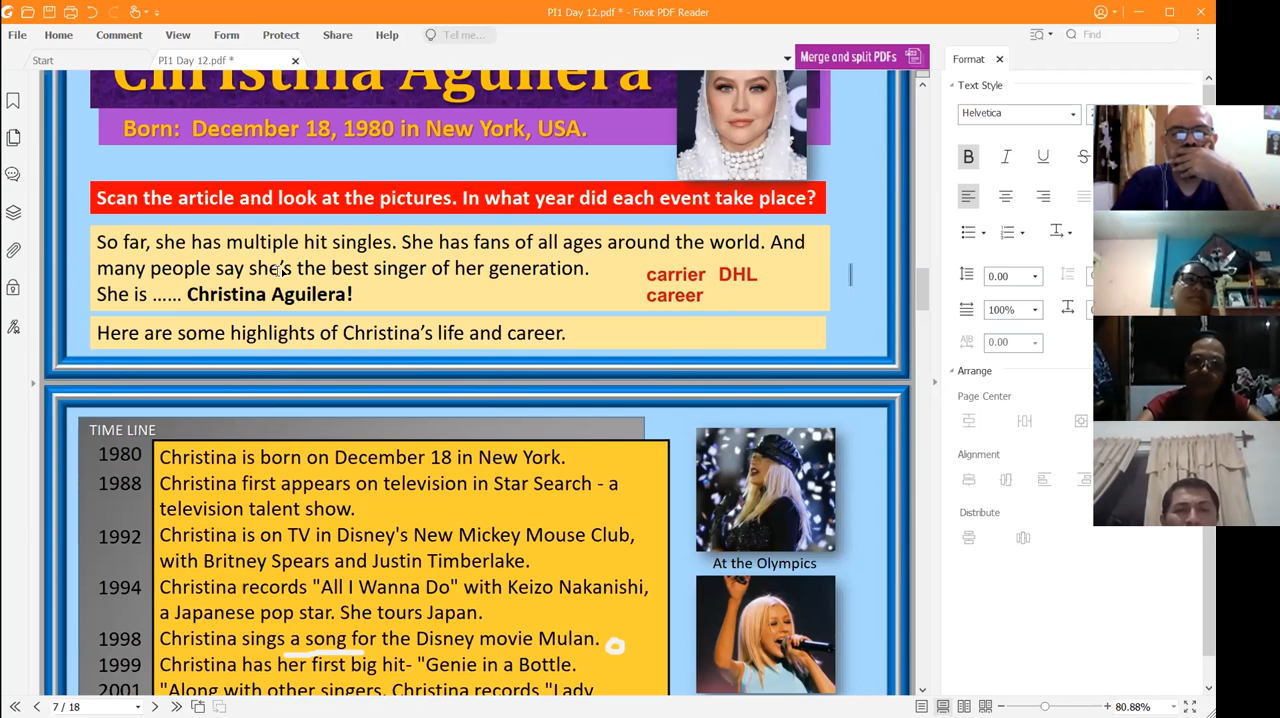 PI1 Day 12.pdf * - Foxit PDF Reader
File Home Comment View Form Protect Share Help Tell me... Find
Start PI1 Day 12.pdf * Merge and split PDFs
Christina Aguilera
Born: December 18, 1980 in New York, USA.
Scan the article and look at the pictures. In what year did each event take place?
So far, she has multiple hit singles. She has fans of all ages around the world. And
many people say she's the best singer of her generation.
She is ...... Christina Aguilera!
carrier DHL
career
Here are some highlights of Christina's life and career.
TIME LINE
1980 Christina is born on December 18 in New York.
1988 Christina first appears on television in Star Search - a
television talent show.
1992 Christina is on TV in Disney's New Mickey Mouse Club,
with Britney Spears and Justin Timberlake.
1994 Christina records "All I Wanna Do" with Keizo Nakanishi,
a Japanese pop star. She tours Japan.
1998 Christina sings a song for the Disney movie Mulan.
1999 Christina has her first big hit- "Genie in a Bottle.
2001 "Along with other singers, Christina records "Lady
At the Olympics
Format
Text Style
Helvetica
B I U S
0.00
100%
0.00
Arrange
Page Center
Alignment
Distribute
7 / 18
80.88%